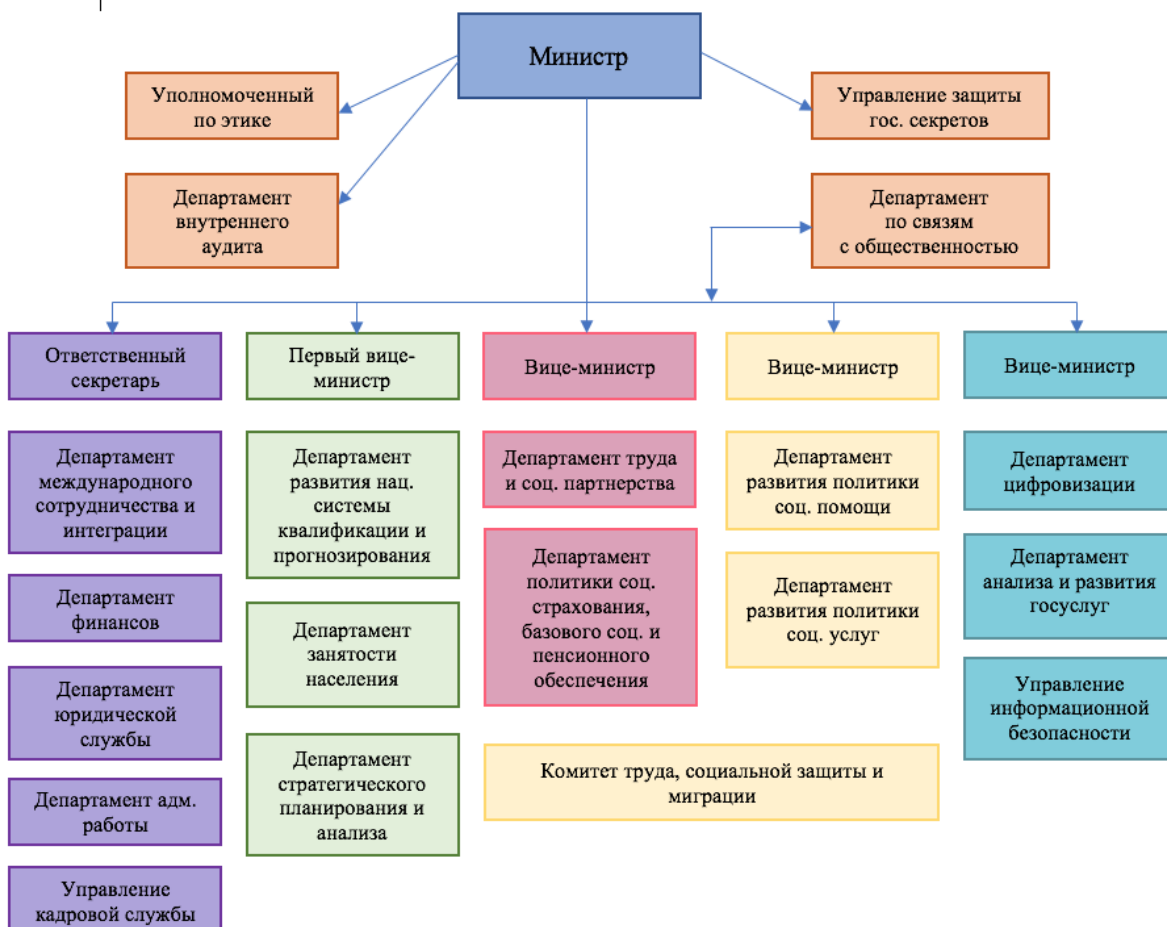 Министр
Уполномоченный
по этике
Управление защиты
гос. секретов
Департамент
внутреннего
аудита
Департамент
по связям
с общественностью
Ответственный
секретарь
Первый вице-
министр
Вице-министр
Вице-министр
Вице-министр
Департамент
международного
сотрудничества и
интеграции
Департамент
финансов
Департамент
юридической
службы
Департамент адм.
работы
Управление
кадровой службы
Департамент
развития нац.
системы
квалификации и
прогнозирования
Департамент
занятости
населения
Департамент
стратегического
планирования и
анализа
Департамент труда
и соц. партнерства
Департамент
политики соц.
страхования,
базового соц. и
пенсионного
обеспечения
Департамент
развития политики
соц. помощи
Департамент
развития политики
соц. услуг
Комитет труда, социальной защиты и
миграции
Департамент
цифровизации
Департамент
анализа и развития
госуслуг
Управление
информационной
безопасности